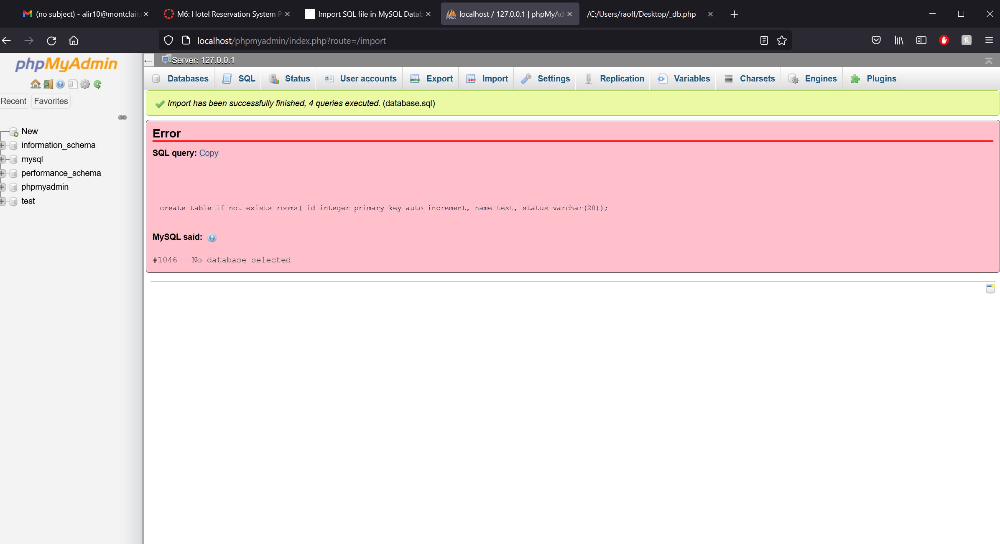 (no subject) - alir10@montclair.
M6: Hotel Reservation System P
Import SQL file in MySQL Datab
localhost / 127.0.0.1 | phpMyAd
/C:/Users/raoff/Desktop/_db.php
localhost/phpmyadmin/index.php?route=/import
phpMyAdmin
Recent
Favorites
New
information_schema
mysql
performance_schema
phpmyadmin
test
Server: 127.0.0.1
Databases
SQL
Status
User accounts
Export
Import
Settings
Replication
Variables
Charsets
Engines
Plugins
Import has been successfully finished, 4 queries executed. (database.sql)
Error
SQL query: Copy
create table if not exists rooms( id integer primary key auto_increment, name text, status varchar(20));
MySQL said:
#1046 - No database selected